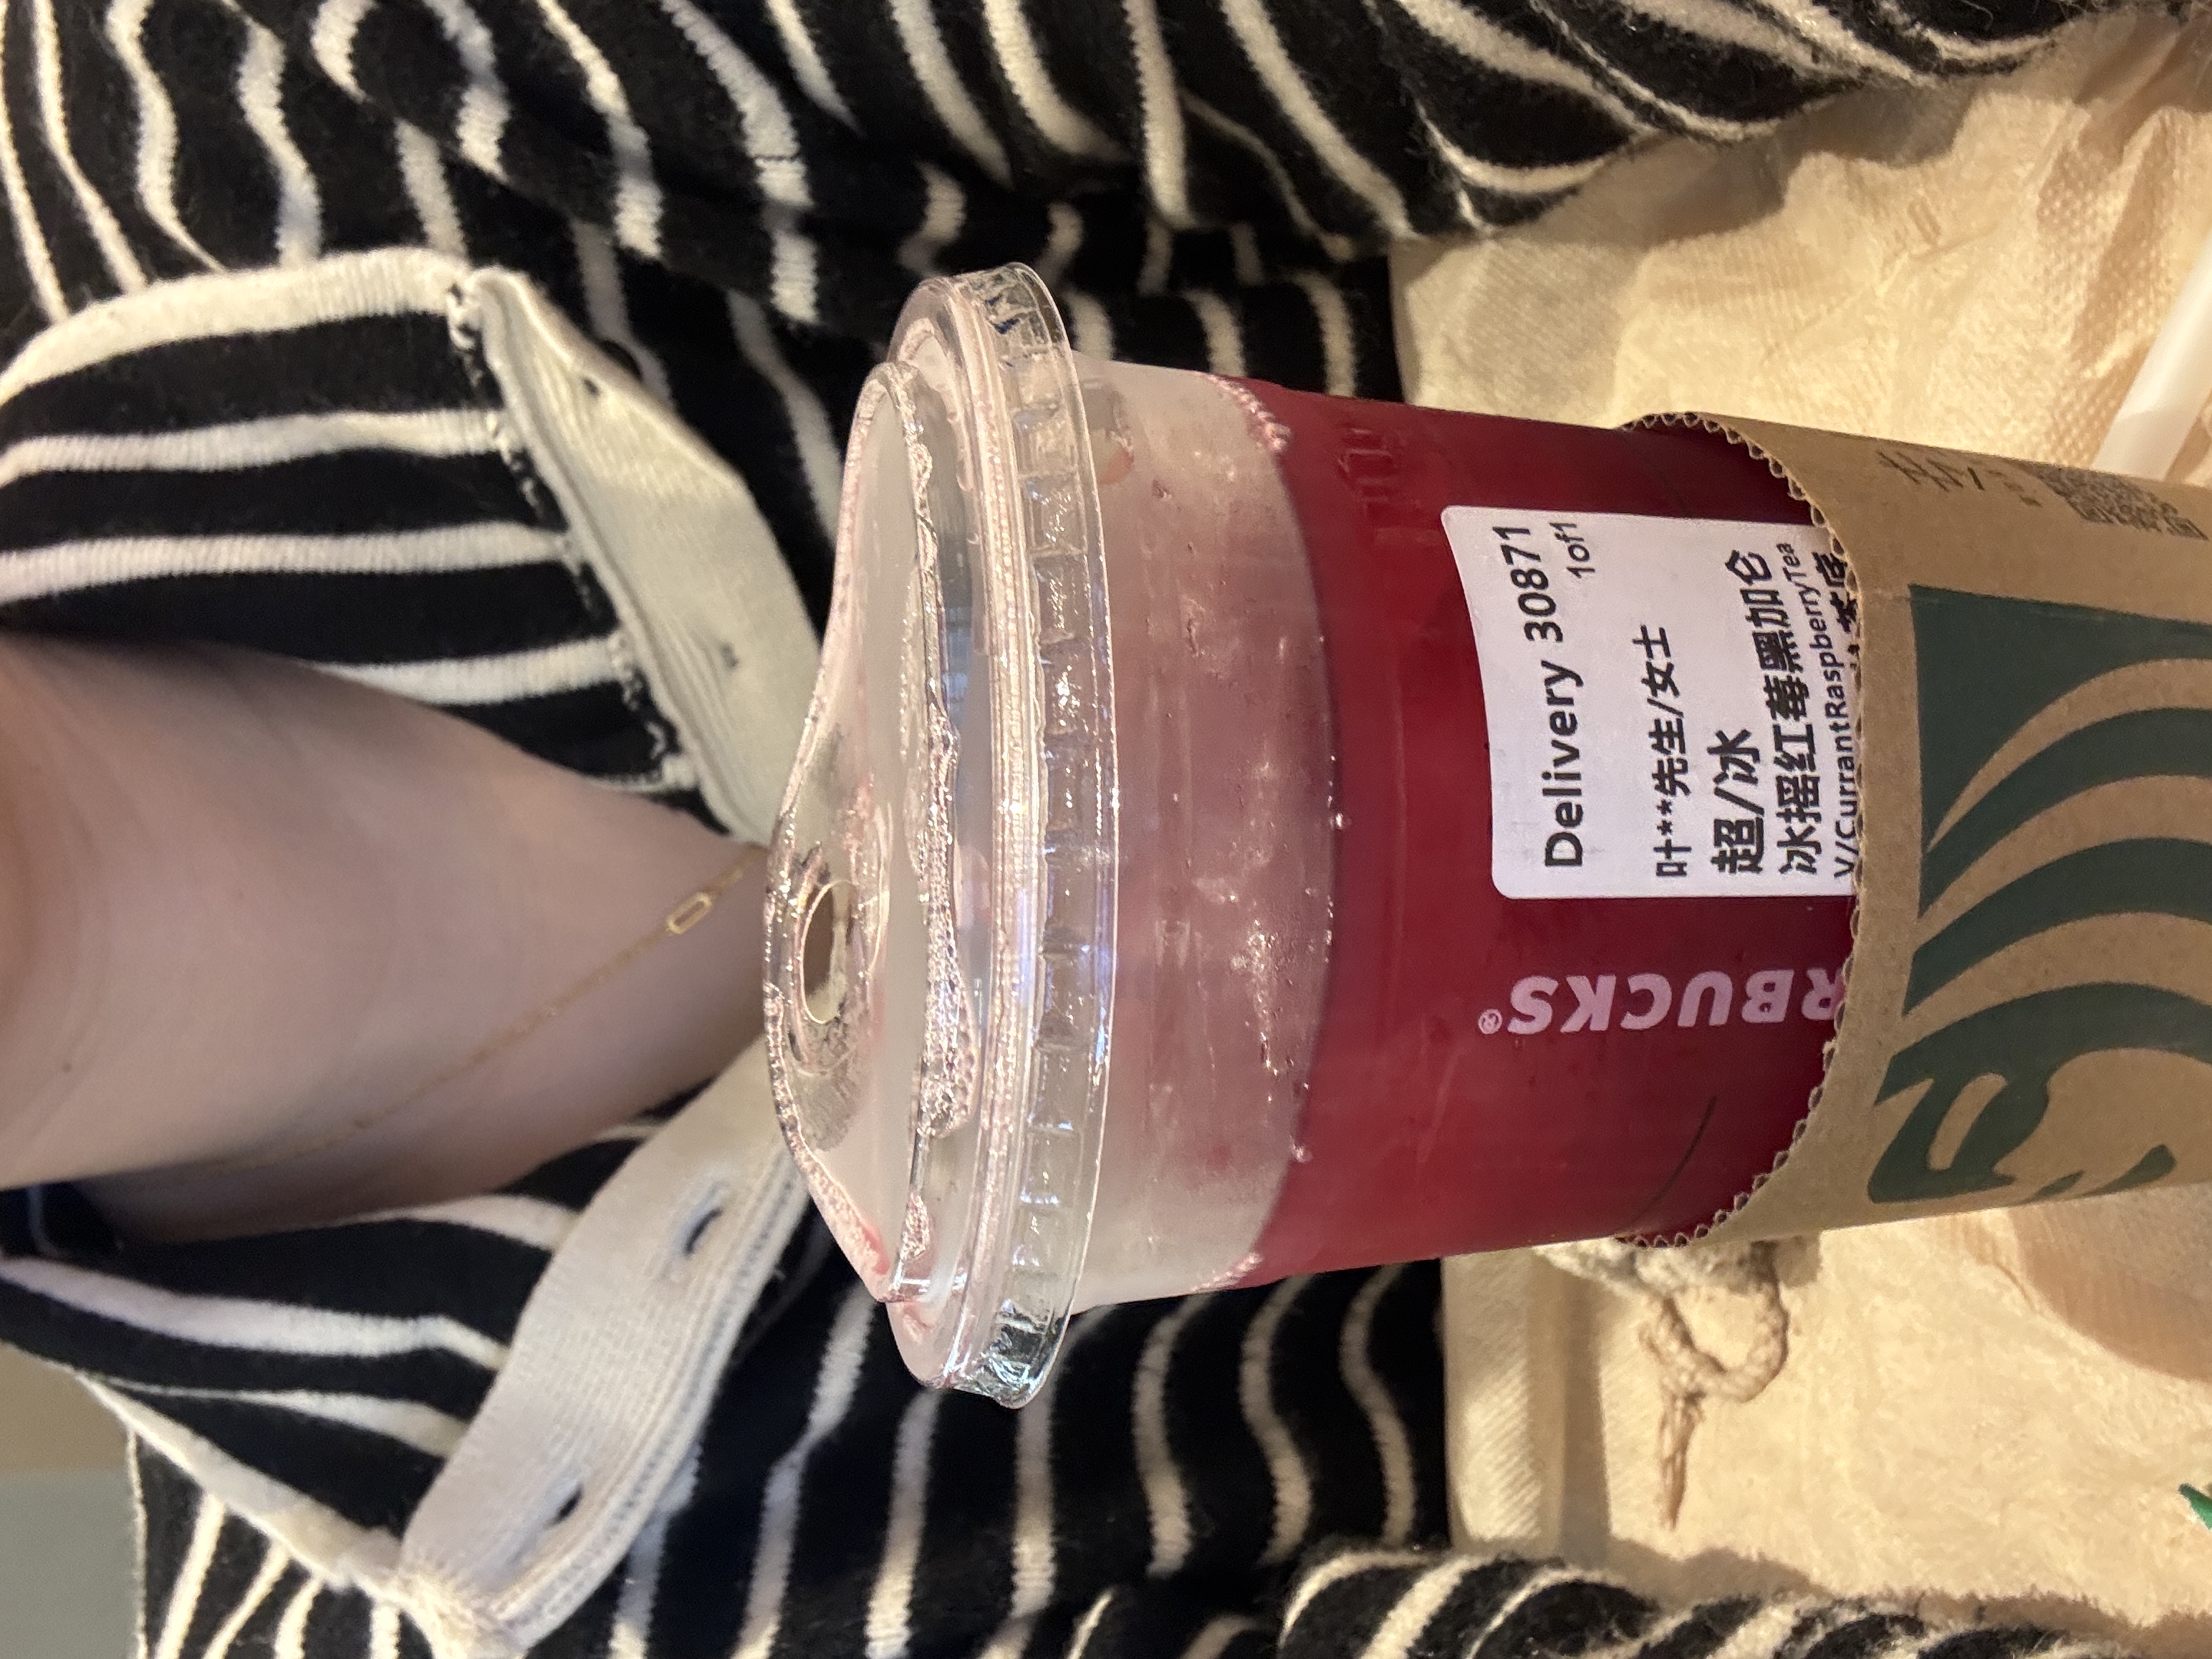 Delivery 30871
1of1
叶**先生/女士
超/冰
冰摇红莓黑加仑
V/CurrantRaspberryTea
RBUCKS®